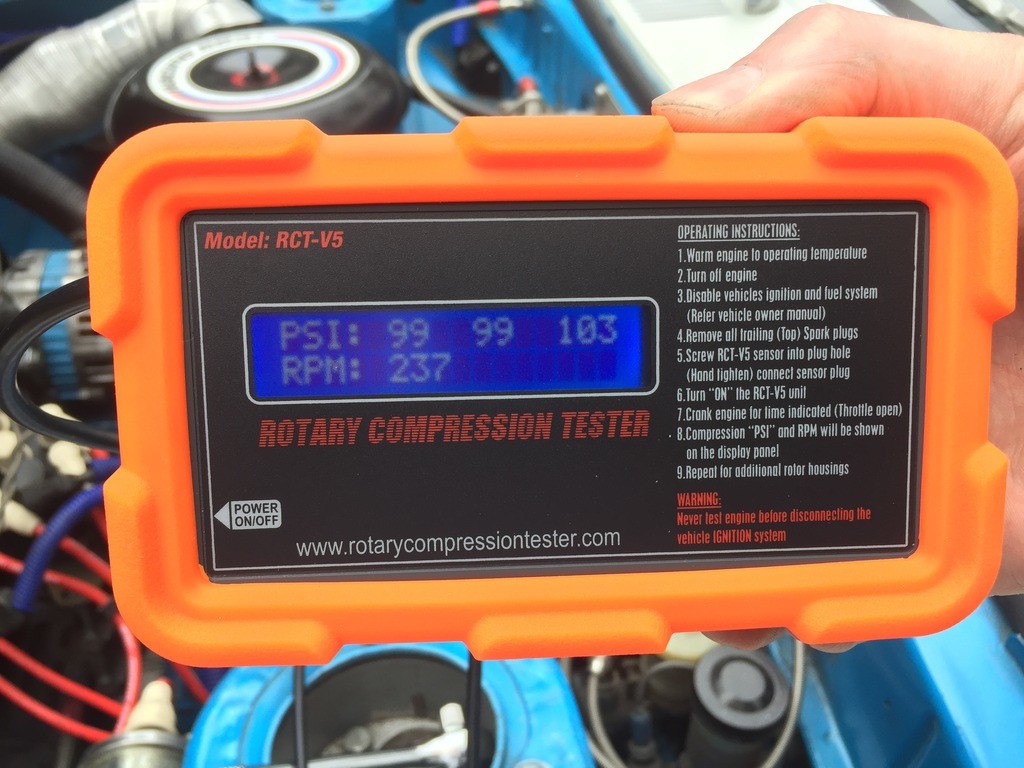 Model: RCT-V5
PSI: 99 99 103
RPM: 237
ROTARY COMPRESSION TESTER
POWER
ON/OFF
www.rotarycompressiontester.com
OPERATING INSTRUCTIONS:
1.Warm engine to operating temperature
2.Turn off engine
3.Disable vehicles ignition and fuel system
(Refer vehicle owner manual)
4.Remove all trailing (Top) Spark plugs
5.Screw RCT-V5 sensor into plug hole
(Hand tighten) connect sensor plug
6.Turn "ON" the RCT-V5 unit
7.Crank engine for time indicated (Throttle open)
8.Compression "PSI" and RPM will be shown
on the display panel
9.Repeat for additional rotor housings
WARNING:
Never test engine before disconnecting the
vehicle IGNITION system